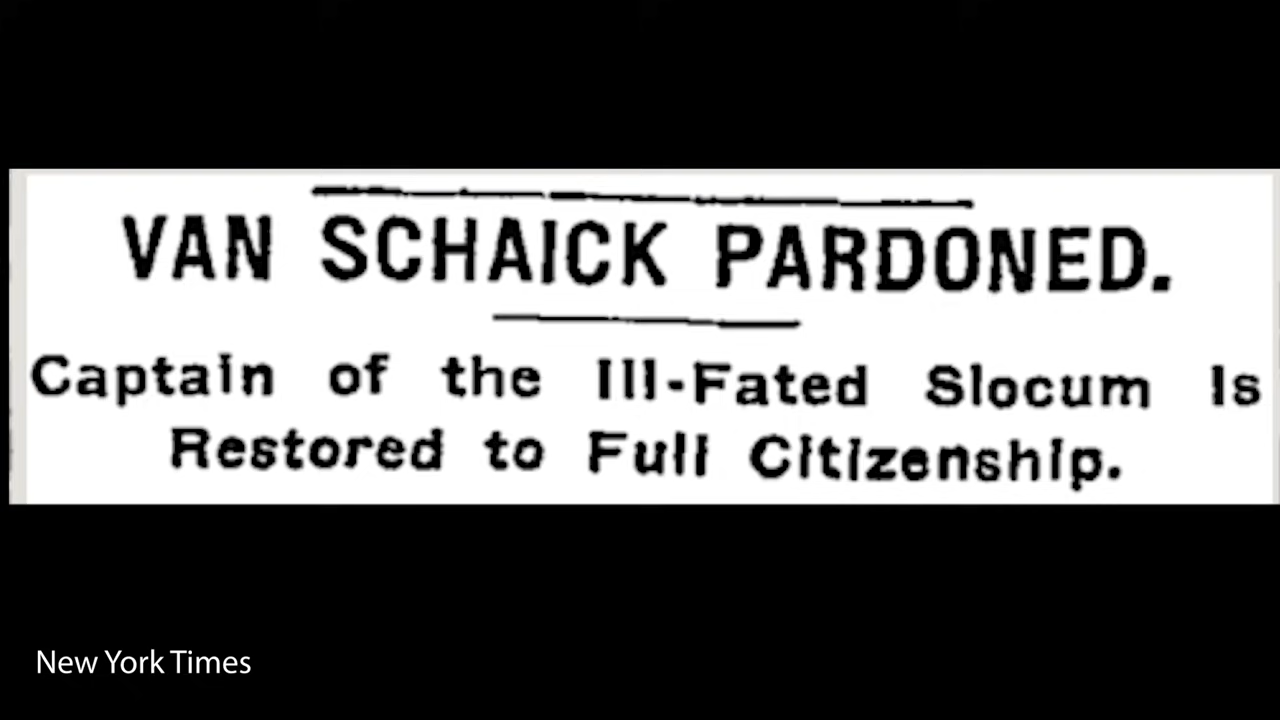 VAN SCHAICK PARDONED.
Captain of the Ill-Fated Slocum Is
Restored to Full Citizenship.
New York Times